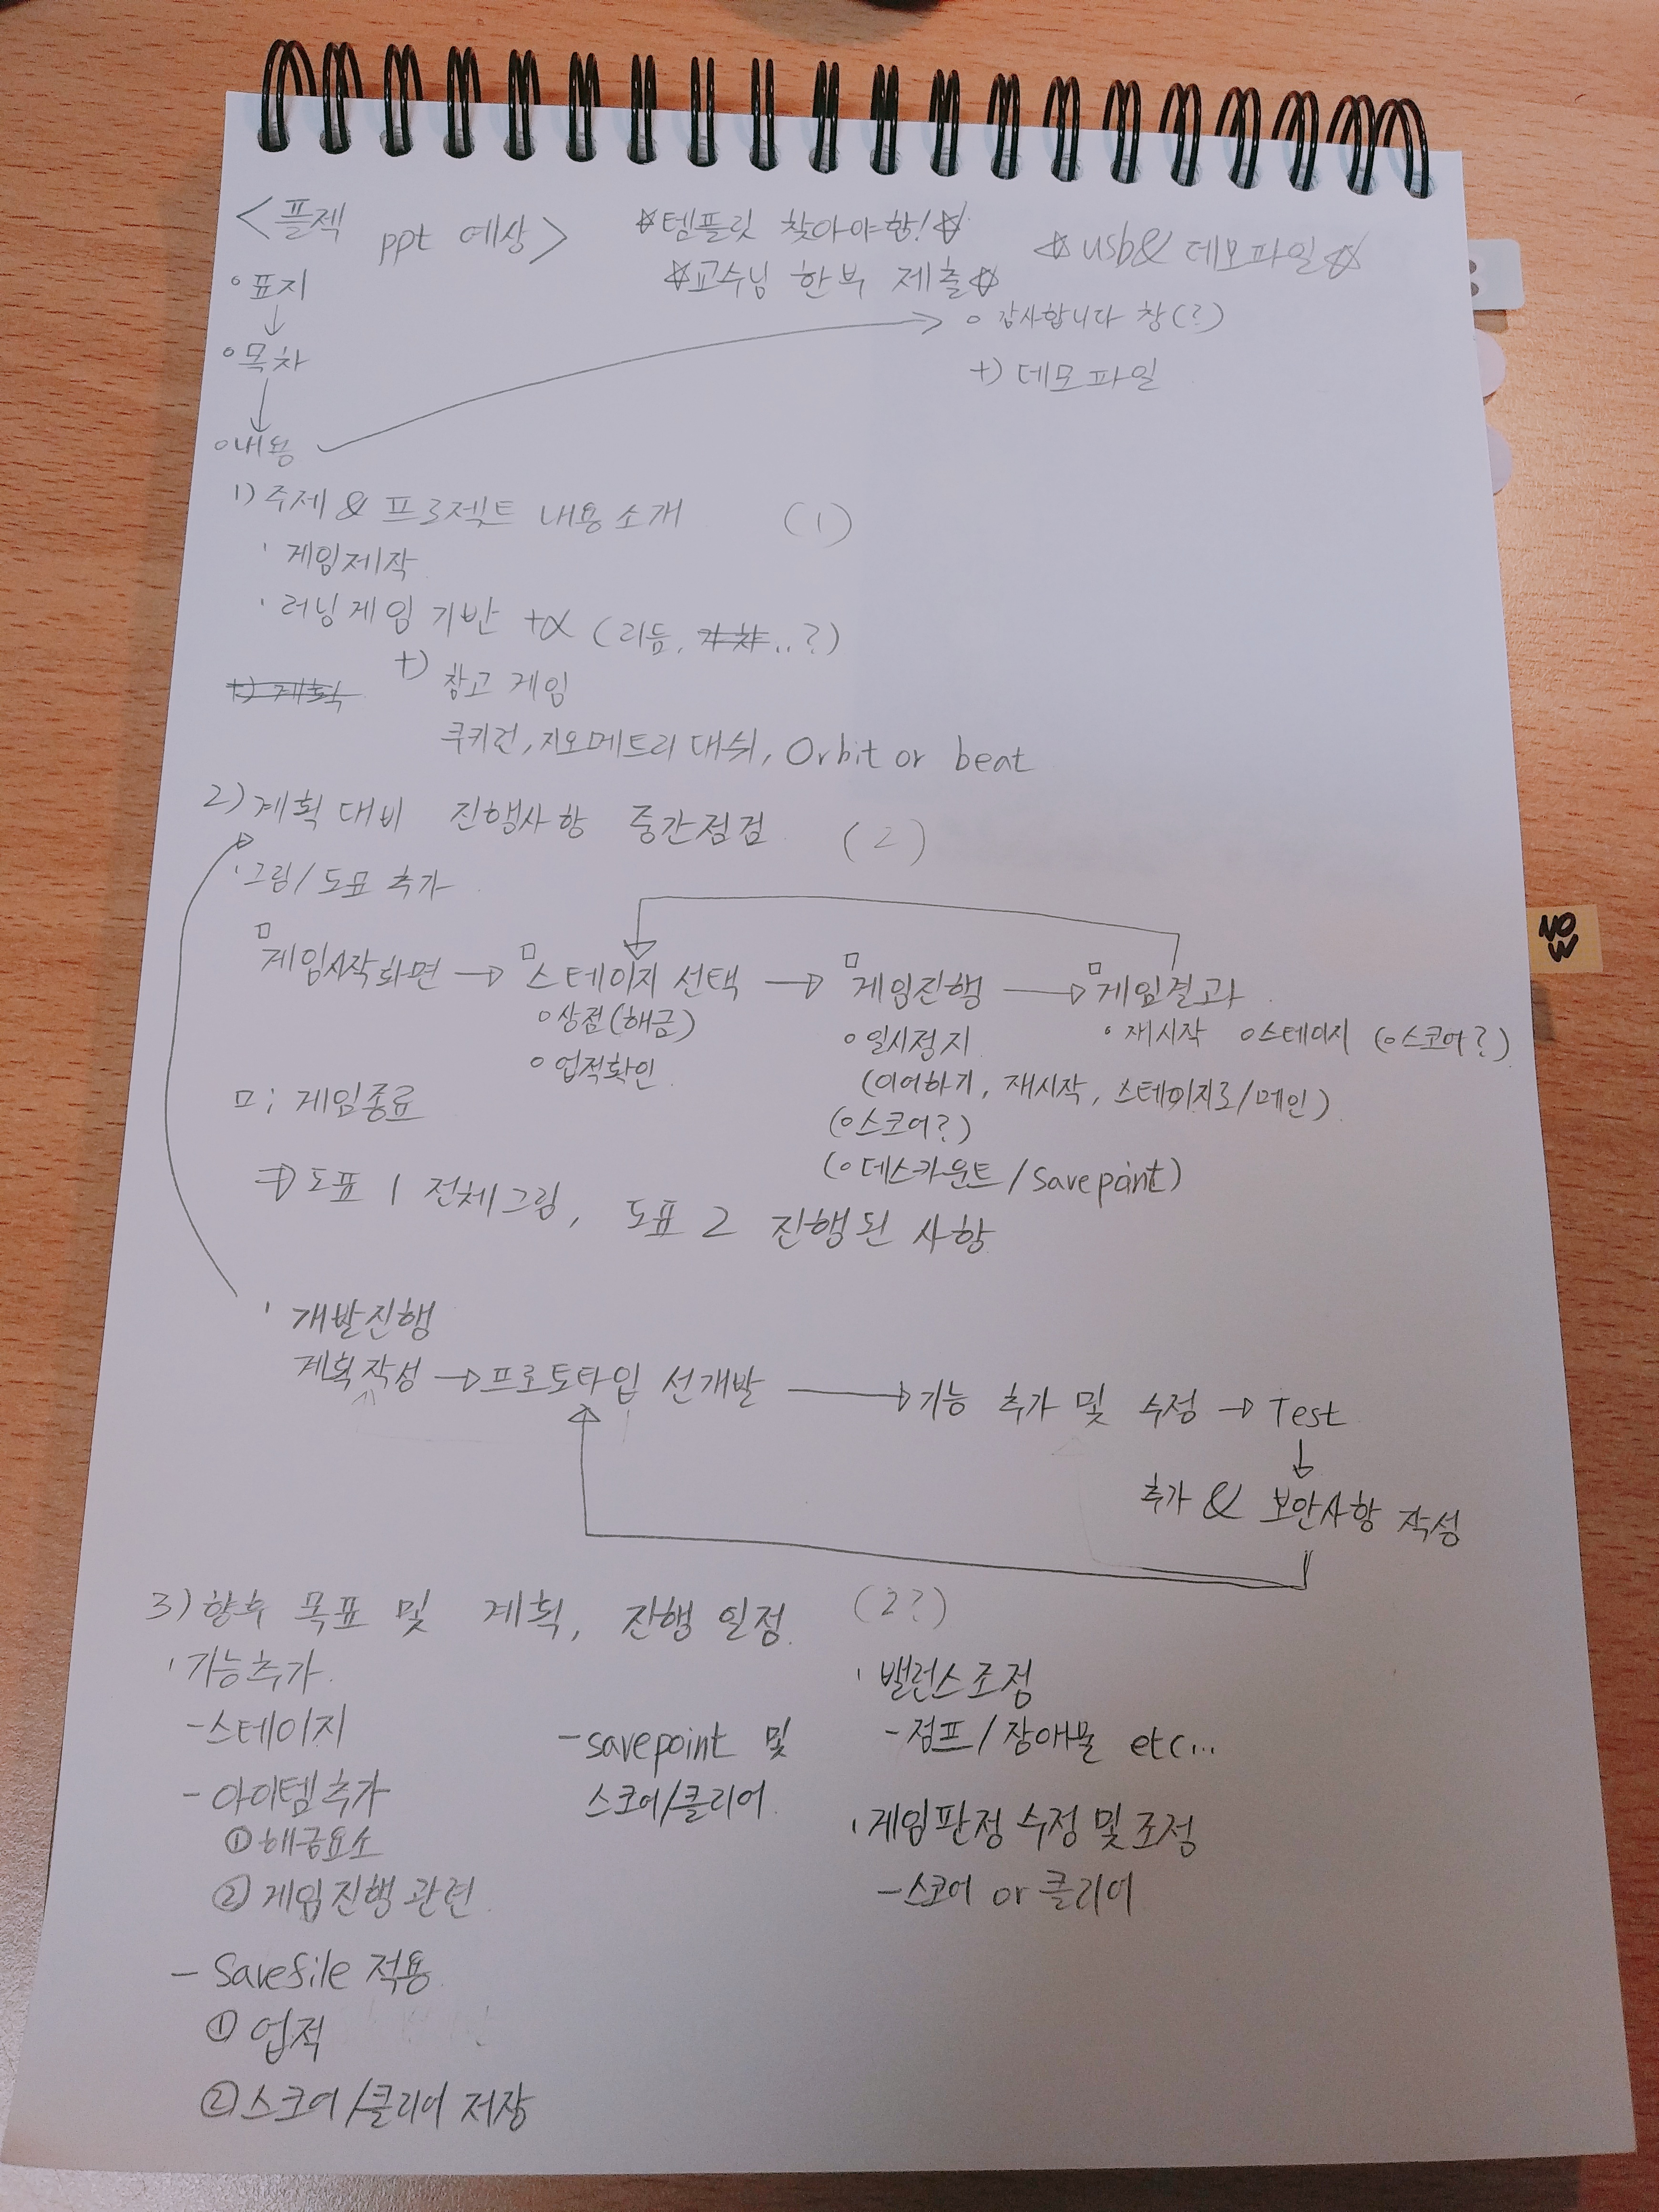 <플젝 ppt 예상>
☆템플릿 찾아야함!☆
☆교수님 한부 제출☆
☆usb& 데모파일☆
○표지
↓
○목차
↓
○내용 → ○ 감사합니다 창(?)
+) 데모파일
1) 주제 & 프로젝트 내용소개 (1)
· 게임제작
· 러닝게임 기반 +α (리듬, 캬챠..?)
+) 계획
+) 참고 게임
쿠키런, 지오메트리 대쉬, Orbit or beat
2) 계획 대비 진행사항 중간점검 (2)
· 그림/도표 추가
□게임시작화면 → □스테이지 선택 → □게임진행 → □게임결과
○상점(해금)
○업적확인
○일시정지
(이어하기, 재시작, 스테이지로/메인)
(○스코어?)
(○데스카운트/savepoint)
○재시작 ○스테이지 (○스코어?)
□; 게임종료
⇒ 도표 1 전체그림, 도표 2 진행된 사항
· 개발진행
계획작성 → 프로토타입 선개발 → 기능 추가 및 수정 → Test
↓
추가 & 보안사항 작성
3) 향후 목표 및 계획, 진행 일정 (2?)
· 기능추가
- 스테이지
- 아이템추가
① 해금요소
② 게임진행 관련
- Savefile 적용
① 업적
② 스코어/클리어 저장
- savepoint 및
스코어/클리어
· 밸런스조정
- 점프/장애물 etc...
· 게임판정 수정 및 조정
- 스코어 or 클리어
NO
W